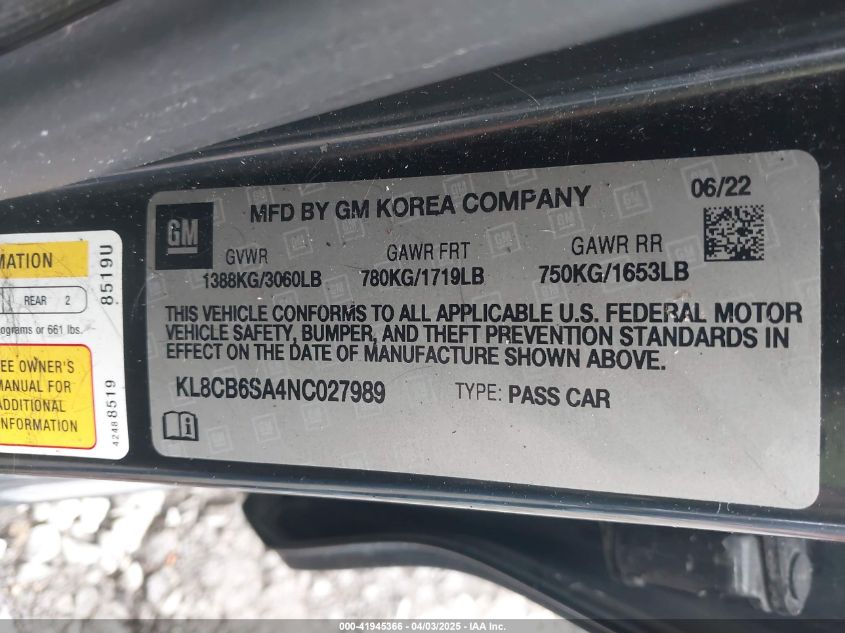 MFD BY GM KOREA COMPANY
06/22
GM
GVWR
GAWR FRT
GAWR RR
1388KG/3060LB
780KG/1719LB
750KG/1653LB
THIS VEHICLE CONFORMS TO ALL APPLICABLE U.S. FEDERAL MOTOR
VEHICLE SAFETY, BUMPER, AND THEFT PREVENTION STANDARDS IN
EFFECT ON THE DATE OF MANUFACTURE SHOWN ABOVE.
KL8CB6SA4NC027989
TYPE: PASS CAR
MATION
REAR 2
ograms or 661 lbs.
EE OWNER'S
MANUAL FOR
ADDITIONAL
NFORMATION
8519U
42488519
000-41945366 - 04/03/2025 - IAA Inc.